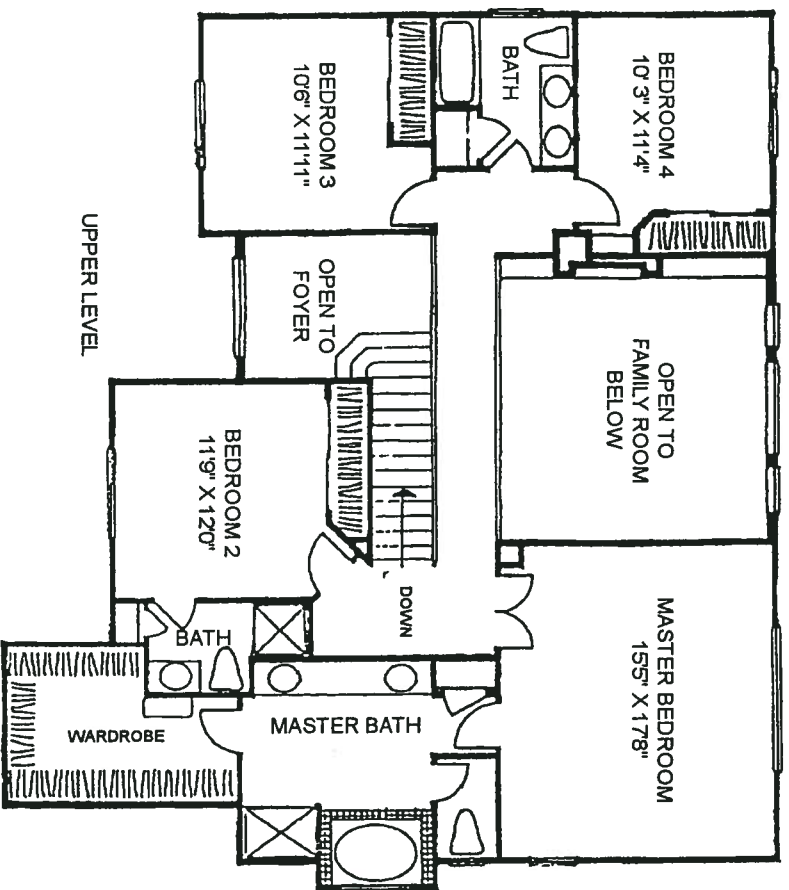 BEDROOM 3
10'6" X 11'11"
BATH
BEDROOM 4
10' 3" X 11'4"
UPPER LEVEL
OPEN TO
FOYER
OPEN TO
FAMILY ROOM
BELOW
BEDROOM 2
11'9" X 12'0"
DOWN
BATH
MASTER BEDROOM
15'5" X 17'8"
MASTER BATH
WARDROBE